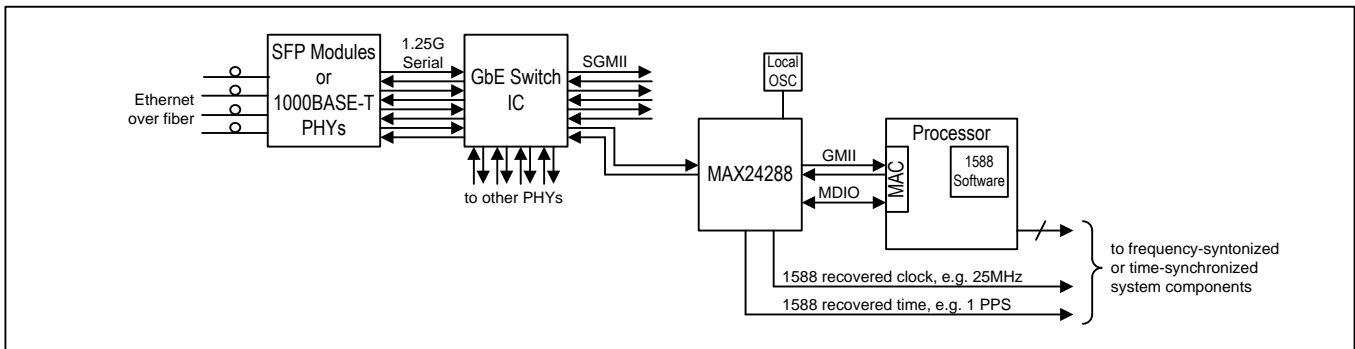 SFP Modules
or
1000BASE-T
PHYs
Ethernet
over fiber
1.25G
Serial
GbE Switch
IC
SGMII
to other PHYs
Local
OSC
MAX24288
GMII
MDIO
Processor
MAC
1588
Software
1588 recovered clock, e.g. 25MHz
1588 recovered time, e.g. 1 PPS
to frequency-syntonized
or time-synchronized
system components